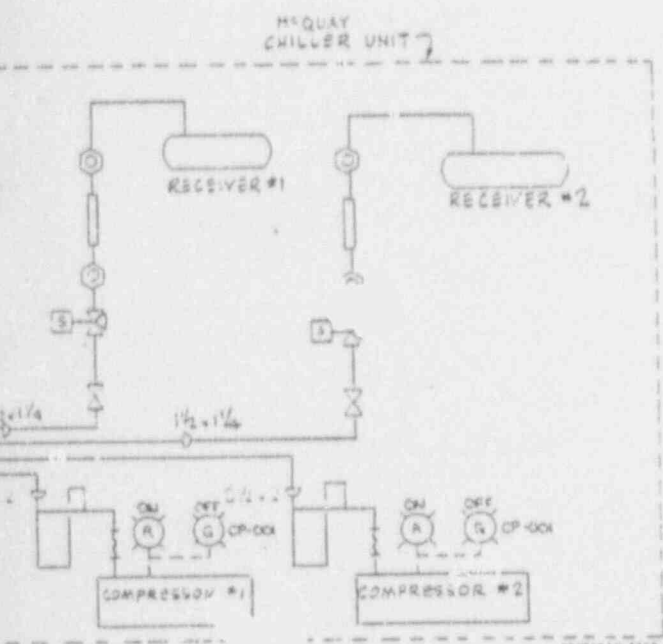 McQUAY
CHILLER UNIT
RECEIVER #1
RECEIVER #2
S
S
1½ x 1¼
ON
OFF
A
G
CP-001
ON
OFF
A
G
CP-001
COMPRESSOR #1
COMPRESSOR #2